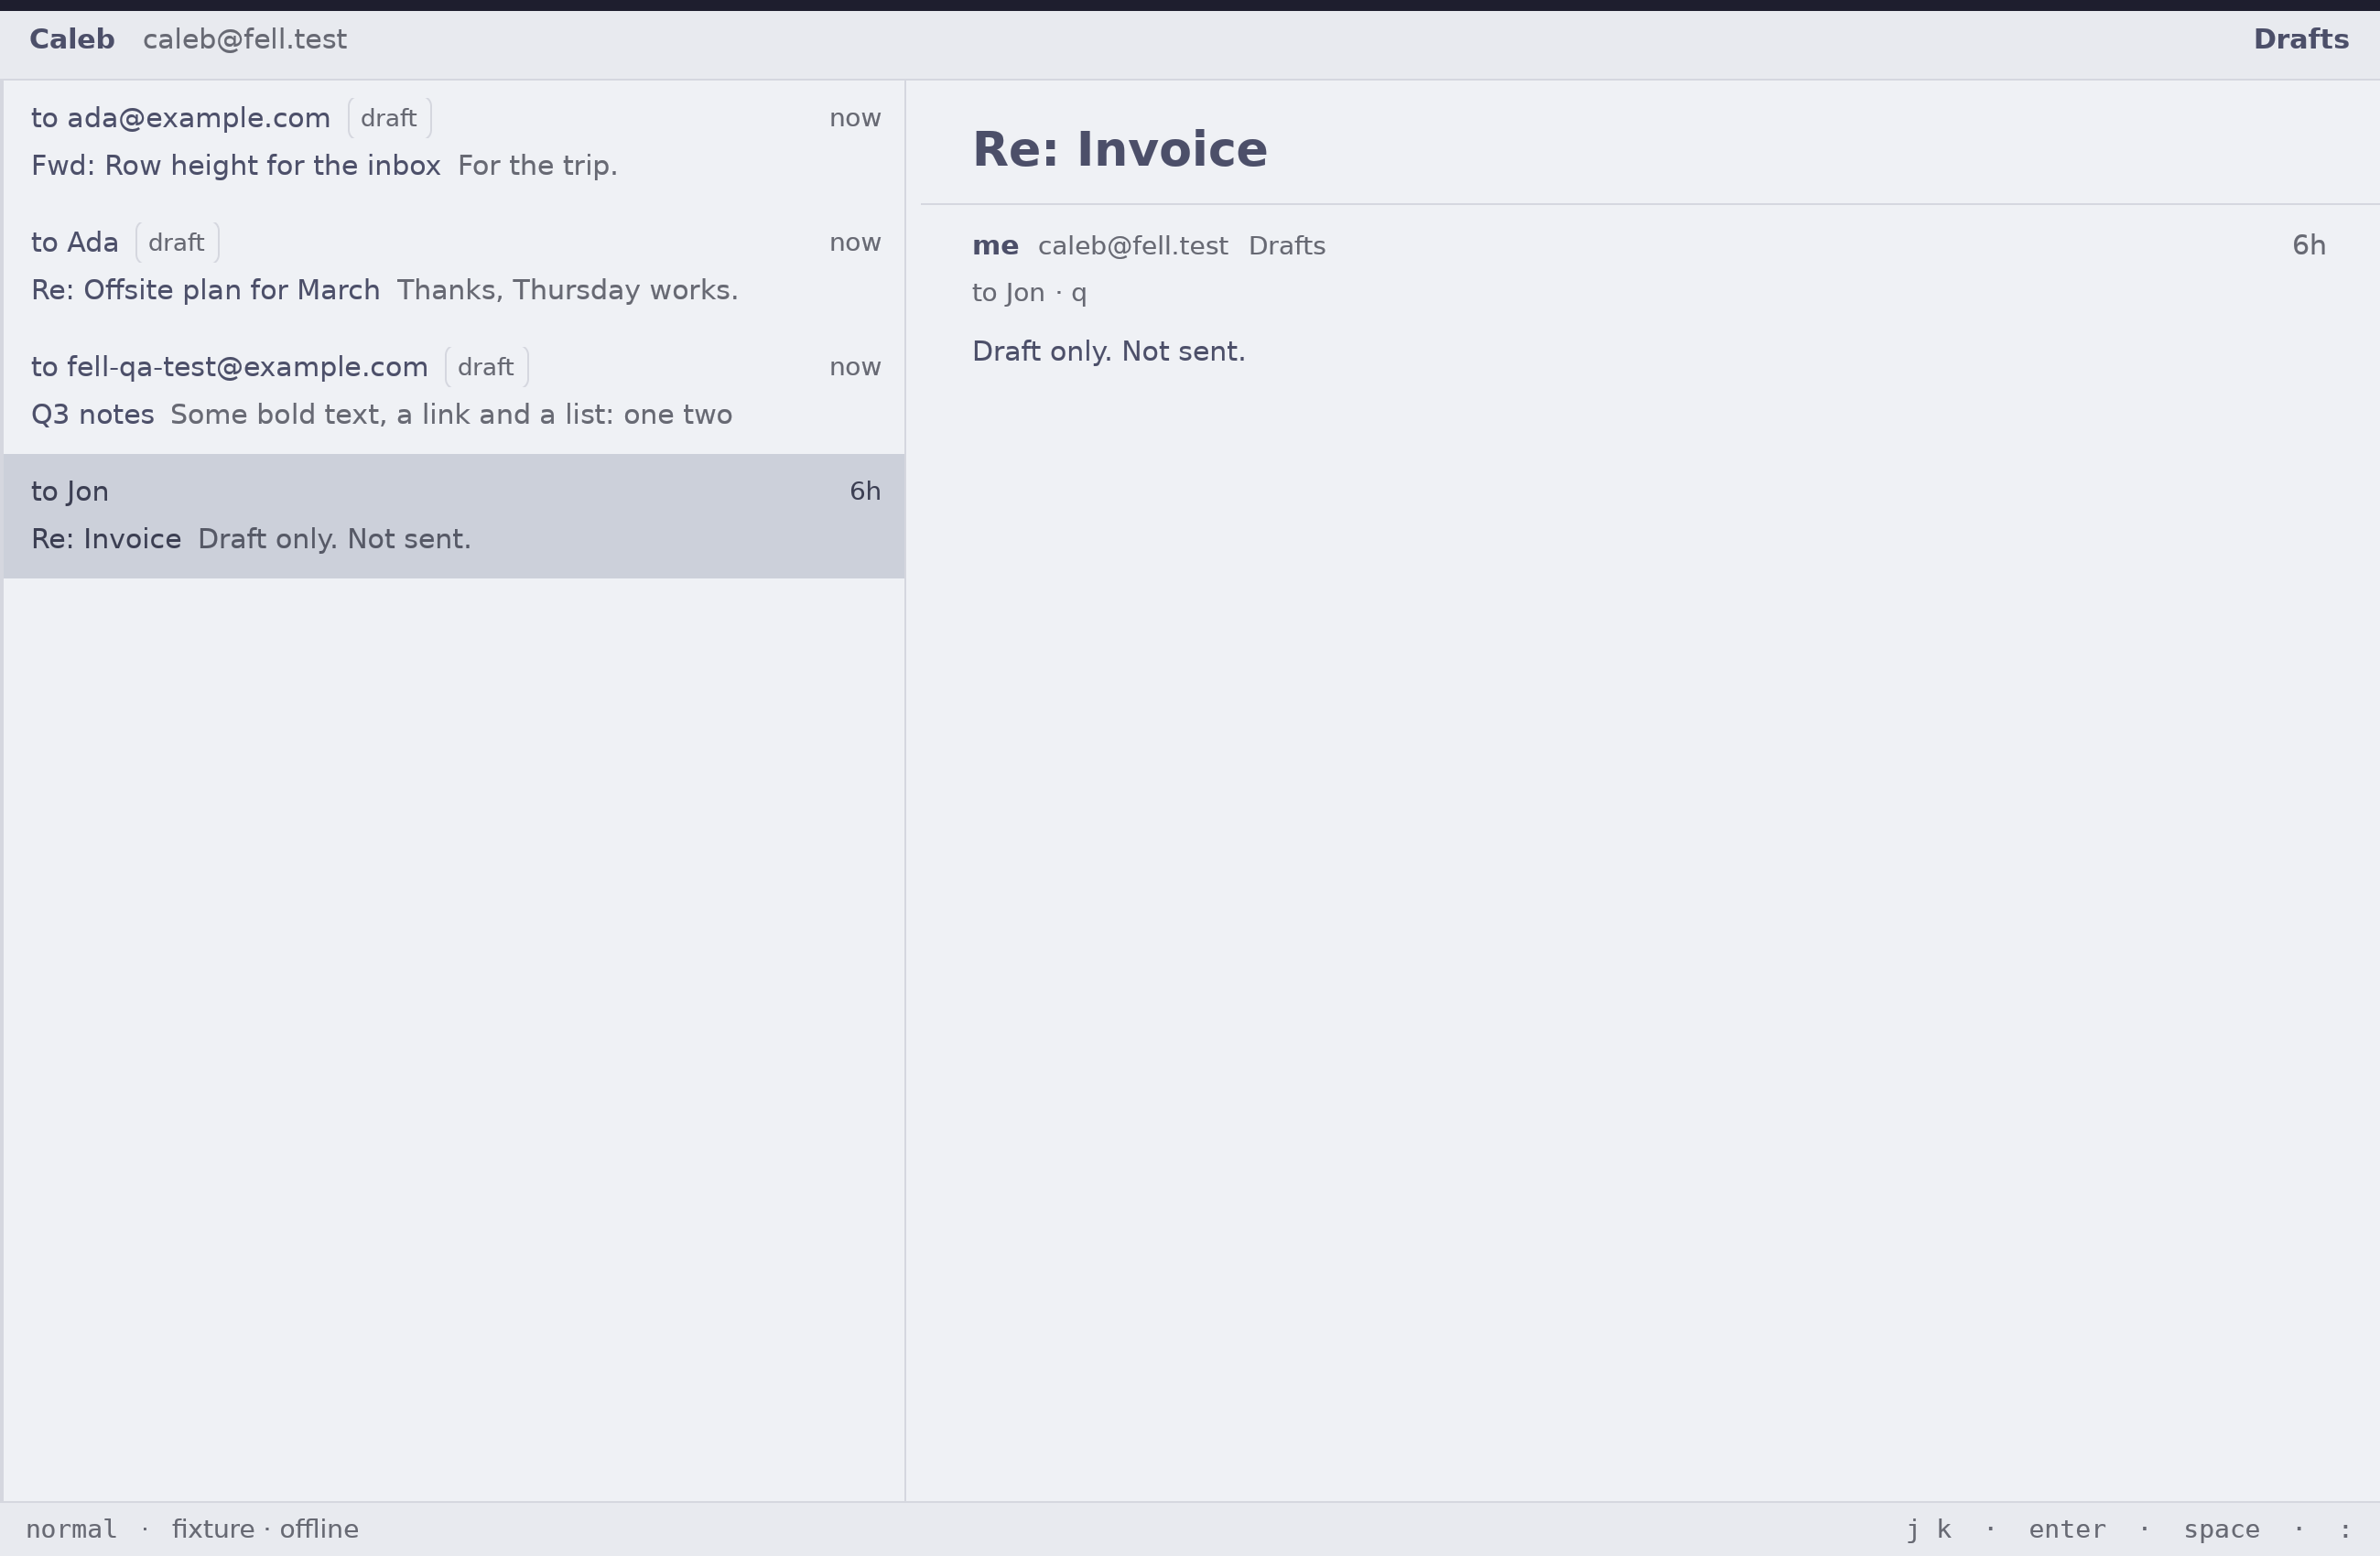 Caleb caleb@fell.test Drafts
to ada@example.com draft now
Fwd: Row height for the inbox For the trip.
to Ada draft now
Re: Offsite plan for March Thanks, Thursday works.
to fell-qa-test@example.com draft now
Q3 notes Some bold text, a link and a list: one two
to Jon 6h
Re: Invoice Draft only. Not sent.
Re: Invoice
me caleb@fell.test Drafts 6h
to Jon · q
Draft only. Not sent.
normal · fixture · offline j k · enter · space · :